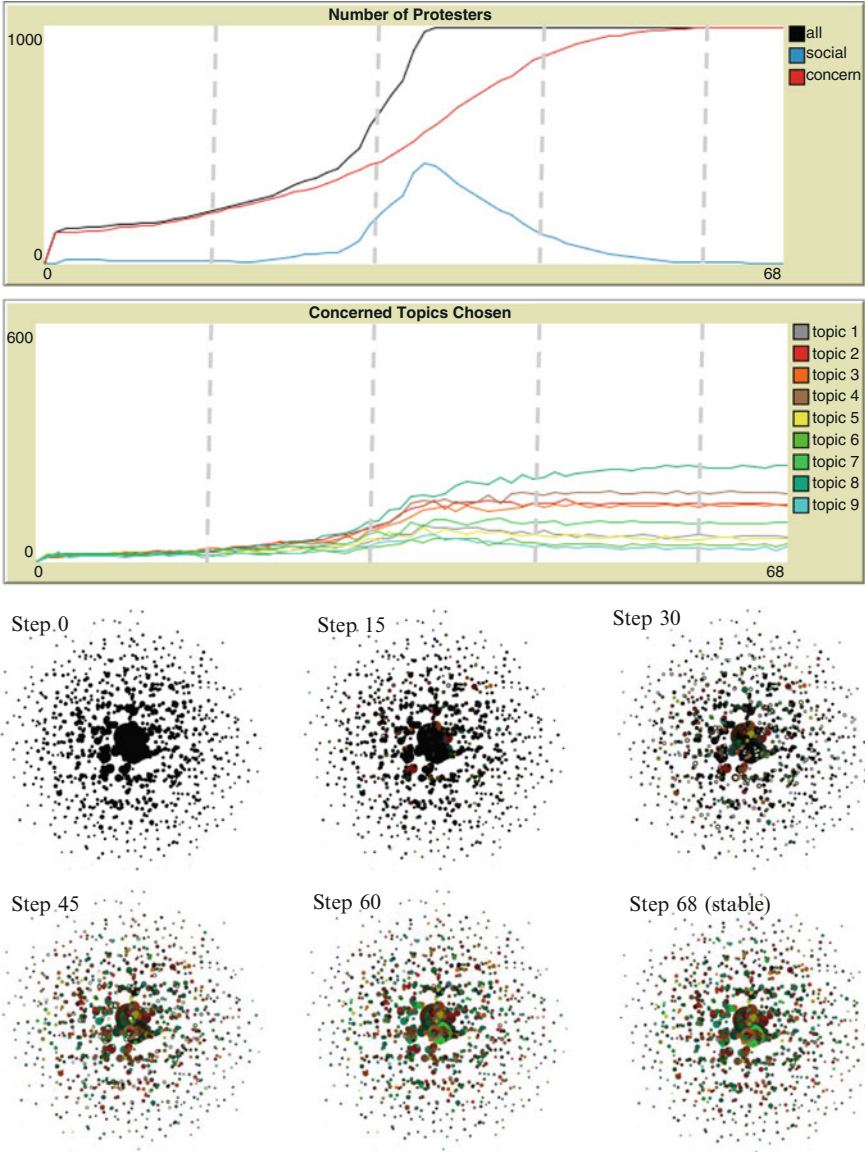 Number of Protesters
1000
0
0
68
all
social
concern
Concerned Topics Chosen
600
0
0
68
topic 1
topic 2
topic 3
topic 4
topic 5
topic 6
topic 7
topic 8
topic 9
Step 0
Step 15
Step 30
Step 45
Step 60
Step 68 (stable)